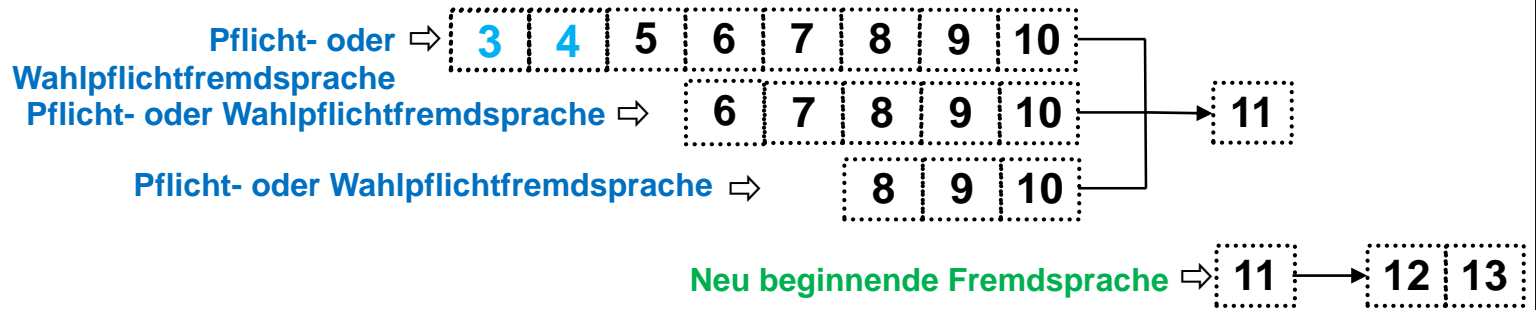 Pflicht- oder ⇨ 3 4 5 6 7 8 9 10
Wahlpflichtfremdsprache
Pflicht- oder Wahlpflichtfremdsprache ⇨ 6 7 8 9 10 11
Pflicht- oder Wahlpflichtfremdsprache ⇨ 8 9 10
Neu beginnende Fremdsprache ⇨ 11 12 13